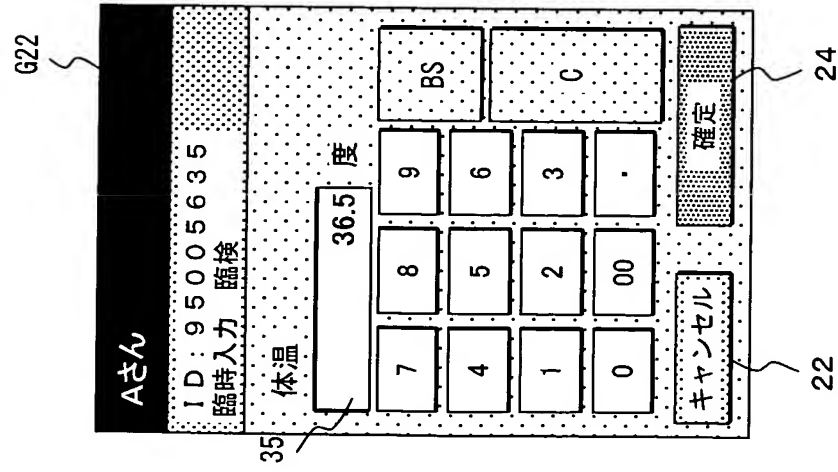 G22
Aさん
ID:95005635
臨時入力 臨検
体温
35
36.5 度
7 8 9 BS
4 5 6 C
1 2 3
0 00 .
キャンセル 確定
22 24